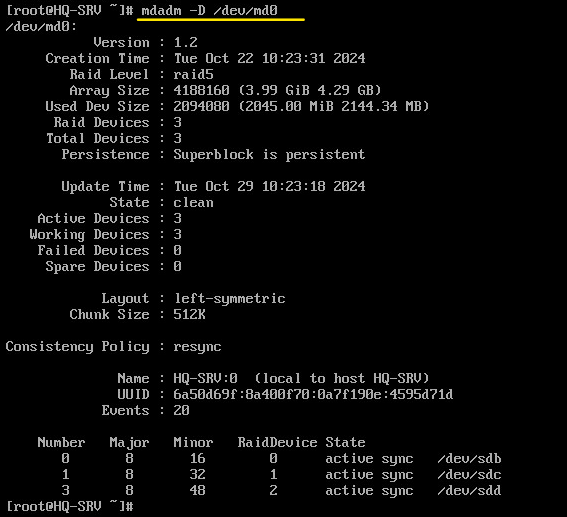 [root@HQ-SRV ~]# mdadm -D /dev/md0
/dev/md0:
Version : 1.2
Creation Time : Tue Oct 22 10:23:31 2024
Raid Level : raid5
Array Size : 4188160 (3.99 GiB 4.29 GB)
Used Dev Size : 2094080 (2045.00 MiB 2144.34 MB)
Raid Devices : 3
Total Devices : 3
Persistence : Superblock is persistent
Update Time : Tue Oct 29 10:23:18 2024
State : clean
Active Devices : 3
Working Devices : 3
Failed Devices : 0
Spare Devices : 0
Layout : left-symmetric
Chunk Size : 512K
Consistency Policy : resync
Name : HQ-SRV:0  (local to host HQ-SRV)
UUID : 6a50d69f:8a400f70:0a7f190e:4595d71d
Events : 20
Number   Major   Minor   RaidDevice State
0       8       16        0      active sync   /dev/sdb
1       8       32        1      active sync   /dev/sdc
3       8       48        2      active sync   /dev/sdd
[root@HQ-SRV ~]#